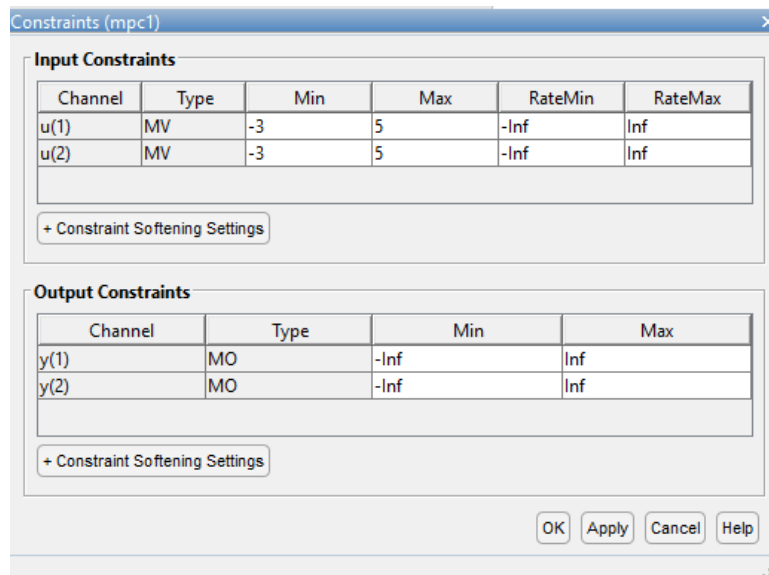 Constraints (mpc1)
Input Constraints
Channel Type Min Max RateMin RateMax
u(1) MV -3 5 -Inf Inf
u(2) MV -3 5 -Inf Inf
+ Constraint Softening Settings
Output Constraints
Channel Type Min Max
y(1) MO -Inf Inf
y(2) MO -Inf Inf
+ Constraint Softening Settings
OK Apply Cancel Help